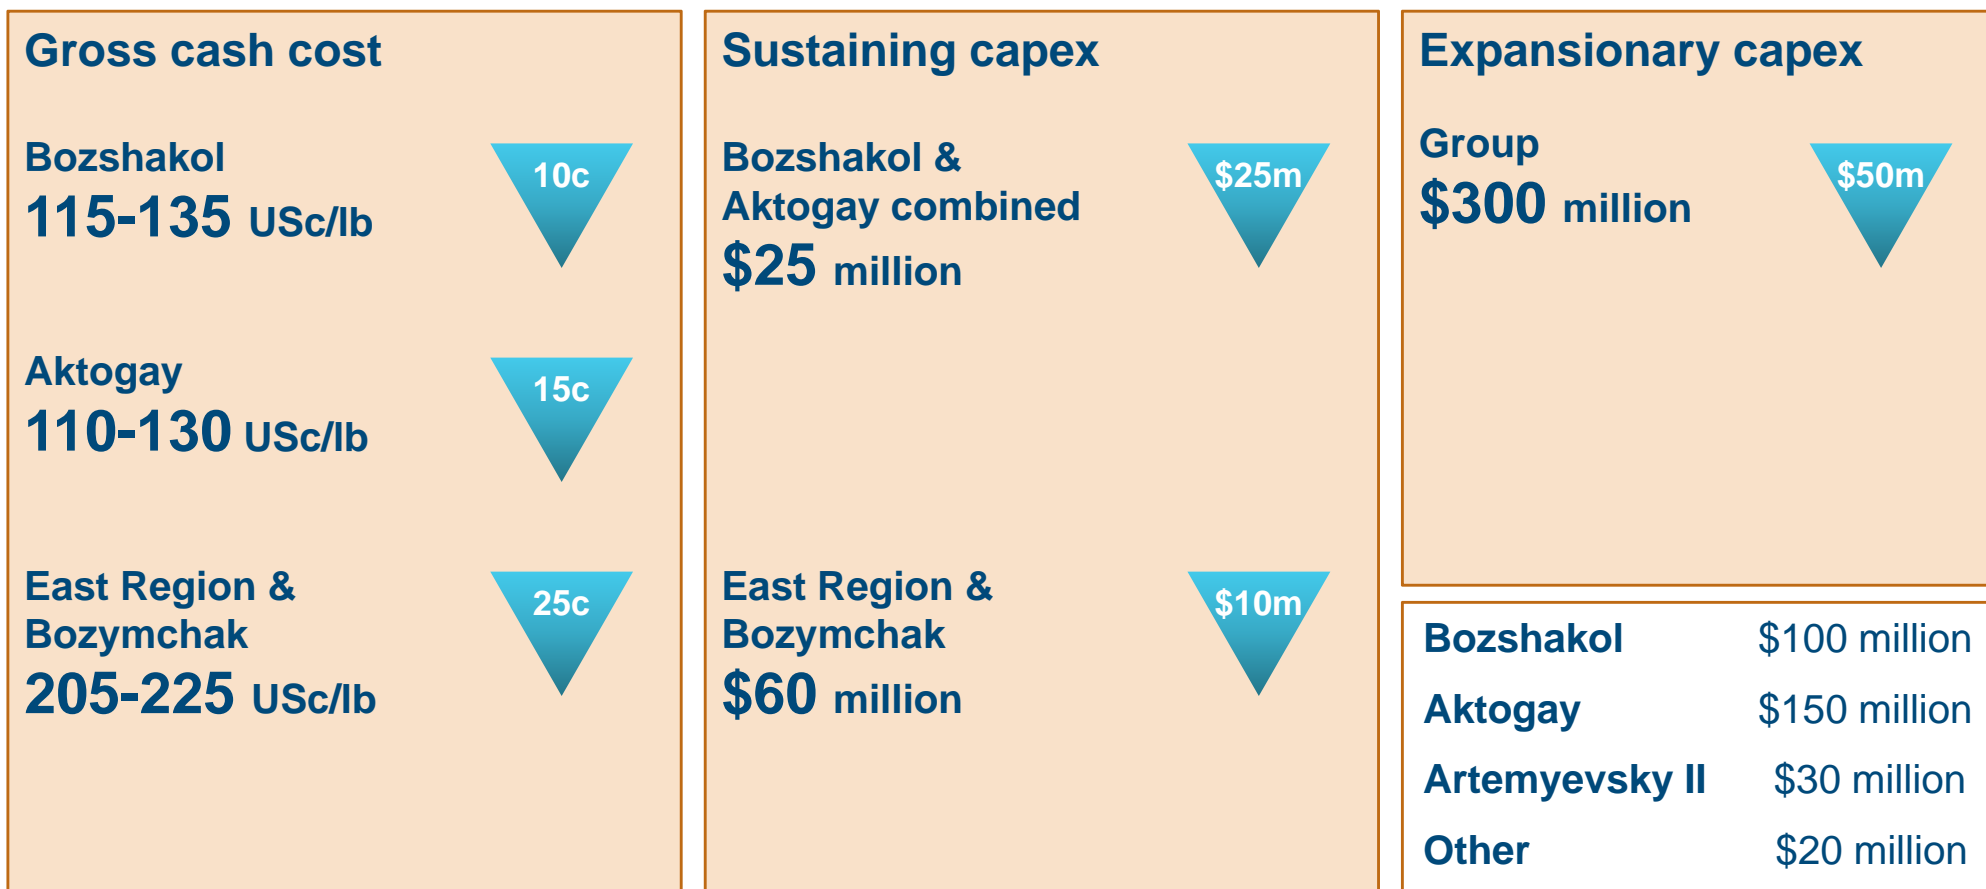 Gross cash cost
Bozshakol
115-135 USc/lb
10c
Aktogay
110-130 USc/lb
15c
East Region &
Bozymchak
205-225 USc/lb
25c
Sustaining capex
Bozshakol &
Aktogay combined
$25 million
$25m
East Region &
Bozymchak
$60 million
$10m
Expansionary capex
Group
$300 million
$50m
Bozshakol $100 million
Aktogay $150 million
Artemyevsky II $30 million
Other $20 million